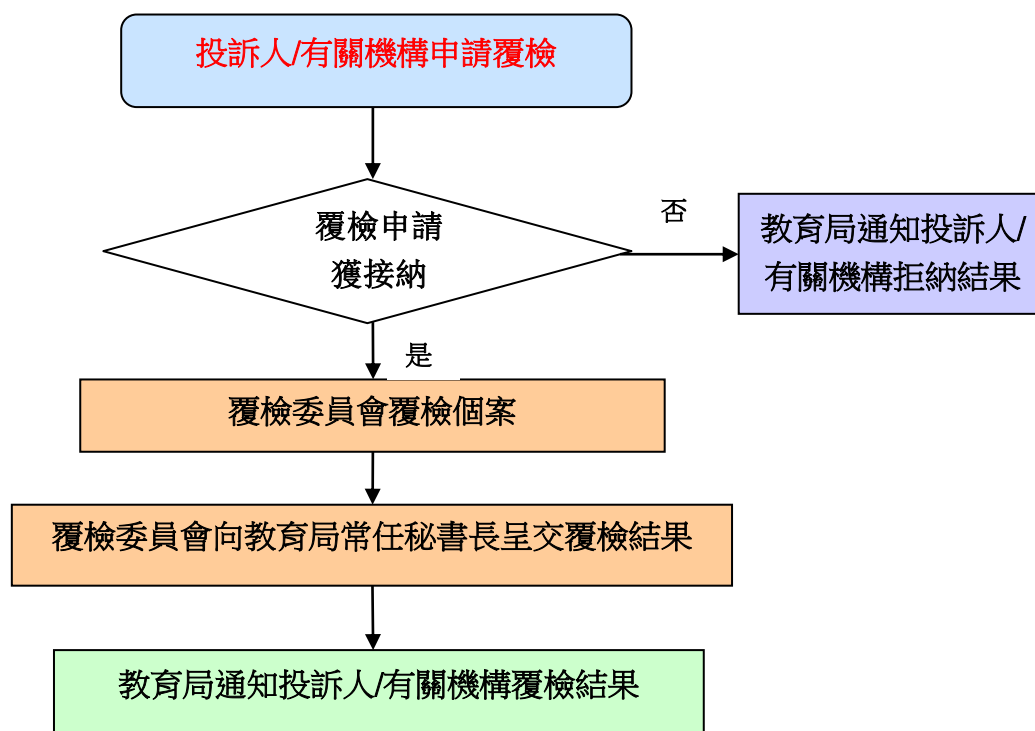 投訴人/有關機構申請覆檢
覆檢申請
獲接納
否
教育局通知投訴人/
有關機構拒納結果
是
覆檢委員會覆檢個案
覆檢委員會向教育局常任秘書長呈交覆檢結果
教育局通知投訴人/有關機構覆檢結果